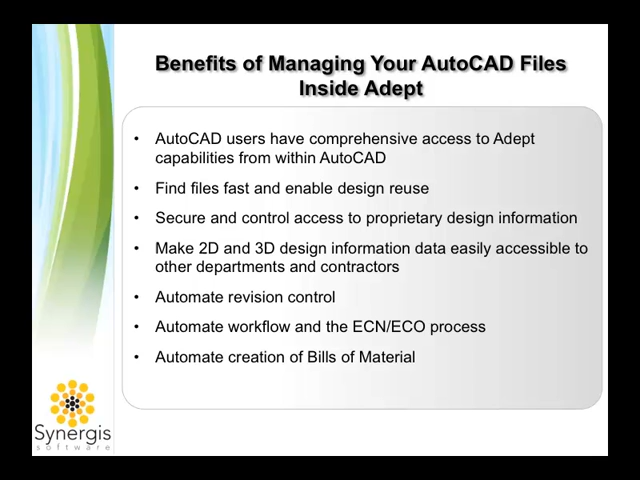 Benefits of Managing Your AutoCAD Files
Inside Adept
• AutoCAD users have comprehensive access to Adept
capabilities from within AutoCAD
• Find files fast and enable design reuse
• Secure and control access to proprietary design information
• Make 2D and 3D design information data easily accessible to
other departments and contractors
• Automate revision control
• Automate workflow and the ECN/ECO process
• Automate creation of Bills of Material
Synergis
software